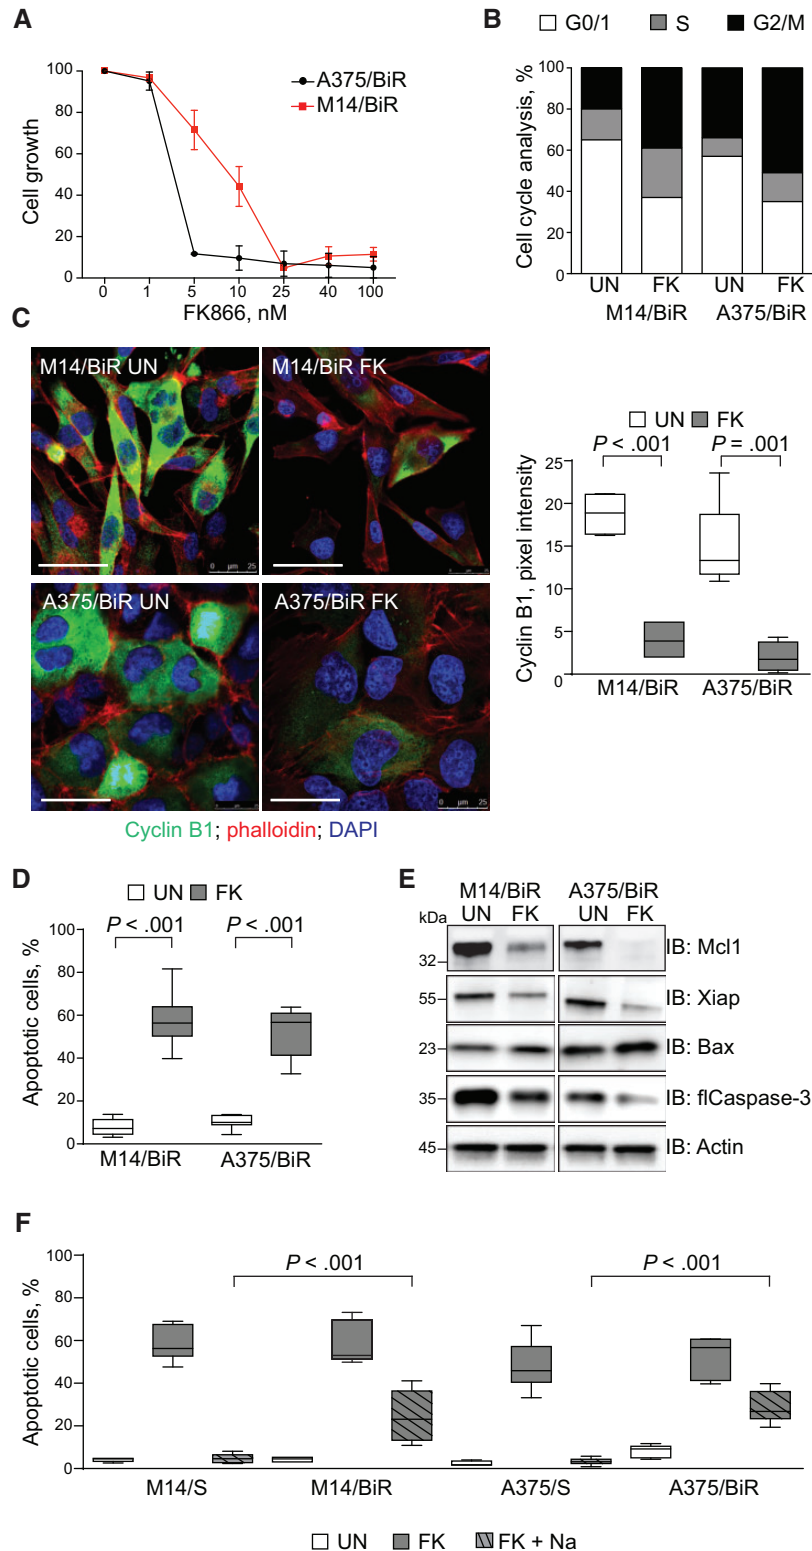 A
Cell growth
100
80
60
40
20
0
A375/BiR
M14/BiR
0 1 5 10 25 40 100
FK866, nM
B
G0/1 S G2/M
Cell cycle analysis, %
100
80
60
40
20
0
UN FK UN FK
M14/BiR A375/BiR
C
M14/BiR UN
M14/BiR FK
0 µm 25
A375/BiR UN
A375/BiR FK
0 µm 25
Cyclin B1; phalloidin; DAPI
UN FK
P < .001 P = .001
Cyclin B1, pixel intensity
25
20
15
10
5
0
M14/BiR A375/BiR
D
UN FK
P < .001 P < .001
Apoptotic cells, %
100
80
60
40
20
0
M14/BiR A375/BiR
E
M14/BiR A375/BiR
kDa UN FK UN FK
32 IB: Mcl1
55 IB: Xiap
23 IB: Bax
35 IB: flCaspase-3
45 IB: Actin
F
P < .001 P < .001
Apoptotic cells, %
100
80
60
40
20
0
M14/S M14/BiR A375/S A375/BiR
UN FK FK + Na